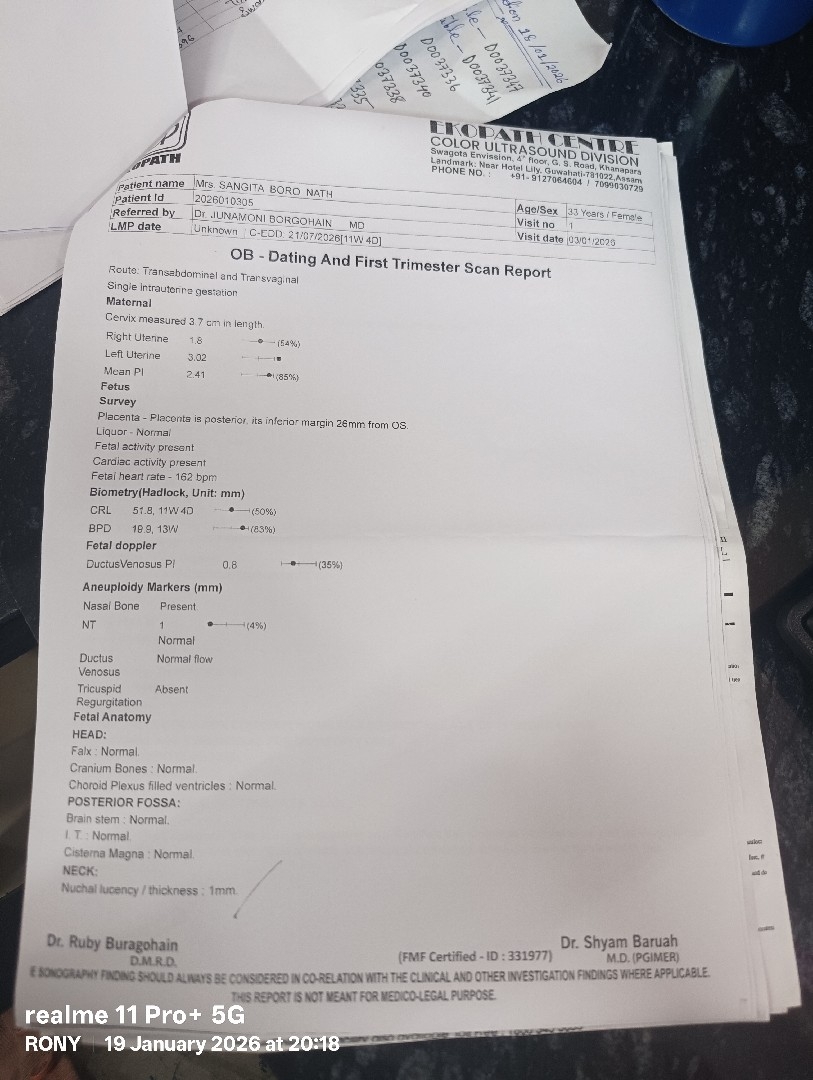 D0037347
D0037341
D0037336
D0037340
037338
335
EKOPATH CENTRE
COLOR ULTRASOUND DIVISION
Swagota Envission, 4th floor, G. S. Road, Khanapara
Landmark: Near Hotel Lily, Guwahati-781022, Assam
PHONE NO. : +91- 9127064604 / 7099030729
OPATH
Patient name Mrs. SANGITA BORO NATH Age/Sex 33 Years / Female
Patient Id 2026010305 Visit no 1
Referred by Dr. JUNAMONI BORGOHAIN MD Visit date 03/01/2026
LMP date Unknown C-EDD: 21/07/2026[11W 4D]
OB - Dating And First Trimester Scan Report
Route: Transabdominal and Transvaginal
Single intrauterine gestation
Maternal
Cervix measured 3.7 cm in length.
Right Uterine 1.8 (54%)
Left Uterine 3.02
Mean PI 2.41 (85%)
Fetus
Survey
Placenta - Placenta is posterior, its inferior margin 26mm from OS.
Liquor - Normal
Fetal activity present
Cardiac activity present
Fetal heart rate - 162 bpm
Biometry(Hadlock, Unit: mm)
CRL 51.8, 11W 4D (50%)
BPD 19.9, 13W (83%)
Fetal doppler
DuctusVenosus PI 0.8 (35%)
Aneuploidy Markers (mm)
Nasal Bone Present
NT 1 (4%)
Normal
Ductus Venosus Normal flow
Tricuspid Regurgitation Absent
Fetal Anatomy
HEAD:
Falx : Normal.
Cranium Bones : Normal.
Choroid Plexus filled ventricles : Normal.
POSTERIOR FOSSA:
Brain stem : Normal.
I.T. : Normal
Cisterna Magna : Normal
NECK:
Nuchal lucency / thickness : 1mm.
Dr. Ruby Buragohain
D.M.R.D.
(FMF Certified - ID : 331977)
Dr. Shyam Baruah
M.D. (PGIMER)
E SONOGRAPHY FINDING SHOULD ALWAYS BE CONSIDERED IN CO-RELATION WITH THE CLINICAL AND OTHER INVESTIGATION FINDINGS WHERE APPLICABLE.
THIS REPORT IS NOT MEANT FOR MEDICO-LEGAL PURPOSE.
realme 11 Pro+ 5G
RONY 19 January 2026 at 20:18